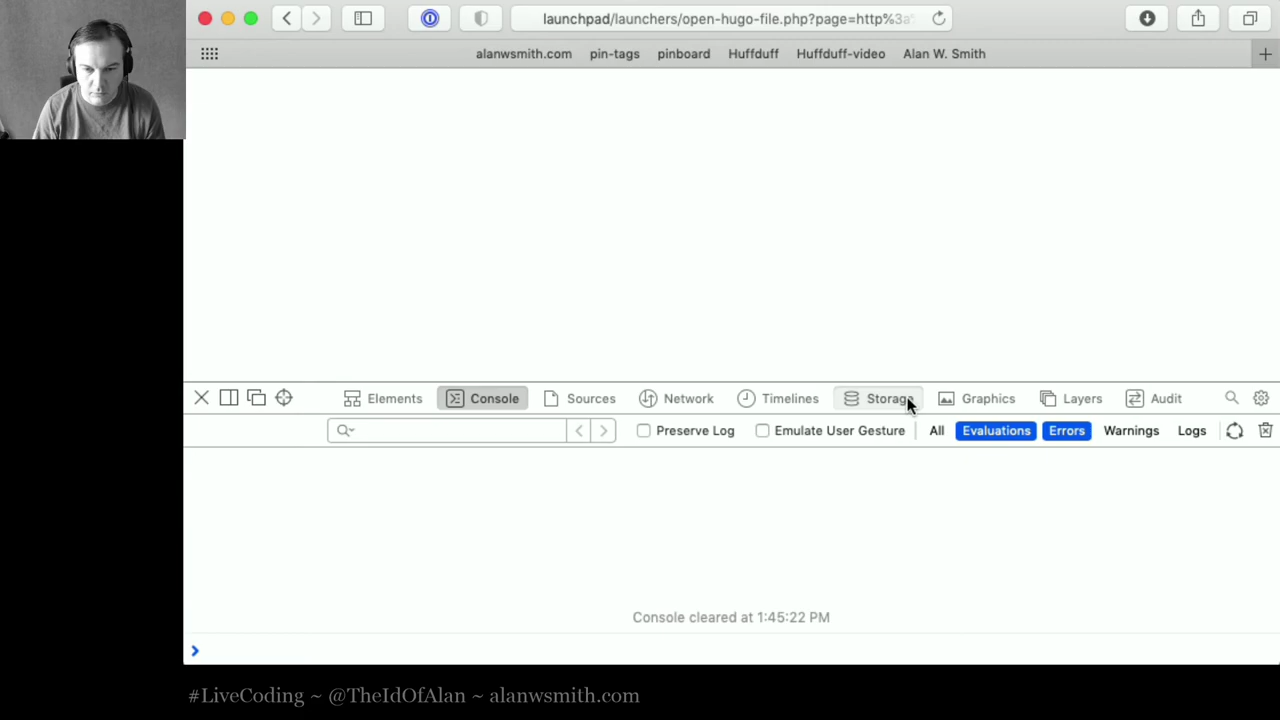 launchpad/launchers/open-hugo-file.php?page=http%3a%
alanwsmith.com pin-tags pinboard Huffduff Huffduff-video Alan W. Smith
Elements Console Sources Network Timelines Storage Graphics Layers Audit
Preserve Log Emulate User Gesture All Evaluations Errors Warnings Logs
Console cleared at 1:45:22 PM
#LiveCoding ~ @TheIdOfAlan ~ alanwsmith.com